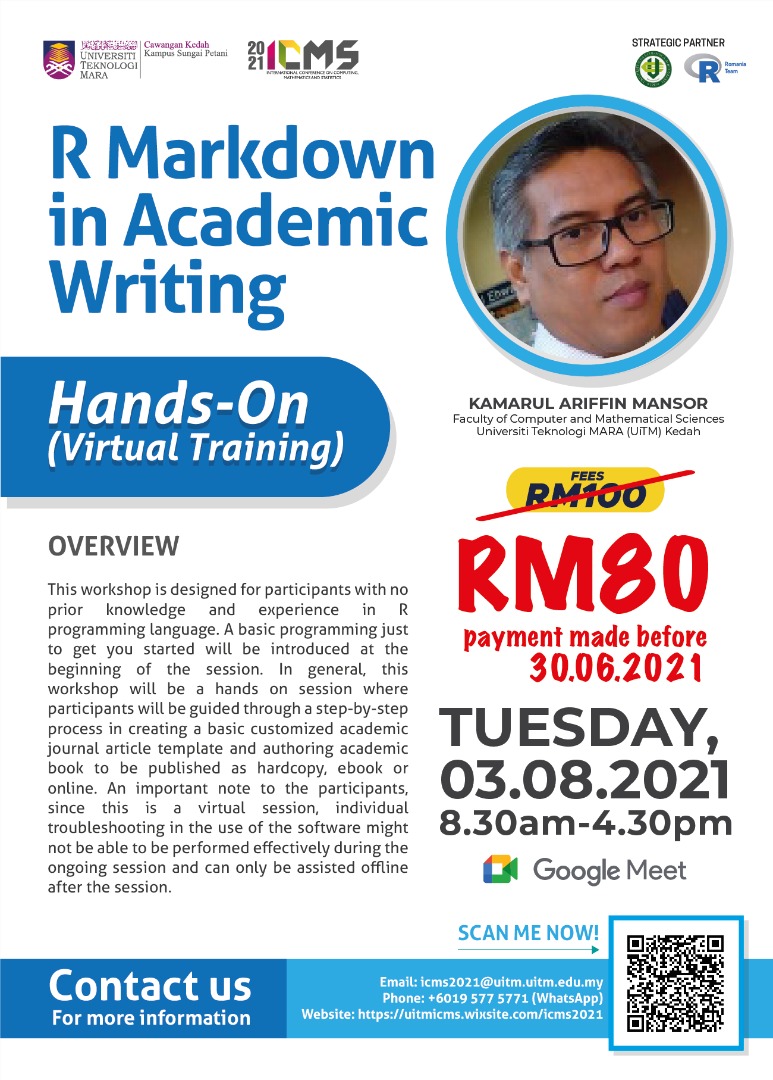 UNIVERSITI
TEKNOLOGI
MARA
Cawangan Kedah
Kampus Sungai Petani
2021 ICMS
INTERNATIONAL CONFERENCE ON COMPUTING,
MATHEMATICS AND STATISTICS
STRATEGIC PARTNER
R
Romania
Team
R Markdown
in Academic
Writing
Hands-On
(Virtual Training)
KAMARUL ARIFFIN MANSOR
Faculty of Computer and Mathematical Sciences
Universiti Teknologi MARA (UiTM) Kedah
FEES
RM100
RM80
payment made before
30.06.2021
OVERVIEW
This workshop is designed for participants with no
prior knowledge and experience in R
programming language. A basic programming just
to get you started will be introduced at the
beginning of the session. In general, this
workshop will be a hands on session where
participants will be guided through a step-by-step
process in creating a basic customized academic
journal article template and authoring academic
book to be published as hardcopy, ebook or
online. An important note to the participants,
since this is a virtual session, individual
troubleshooting in the use of the software might
not be able to be performed effectively during the
ongoing session and can only be assisted offline
after the session.
TUESDAY,
03.08.2021
8.30am-4.30pm
Google Meet
SCAN ME NOW!
Contact us
For more information
Email: icms2021@uitm.uitm.edu.my
Phone: +6019 577 5771 (WhatsApp)
Website: https://uitmicms.wixsite.com/icms2021